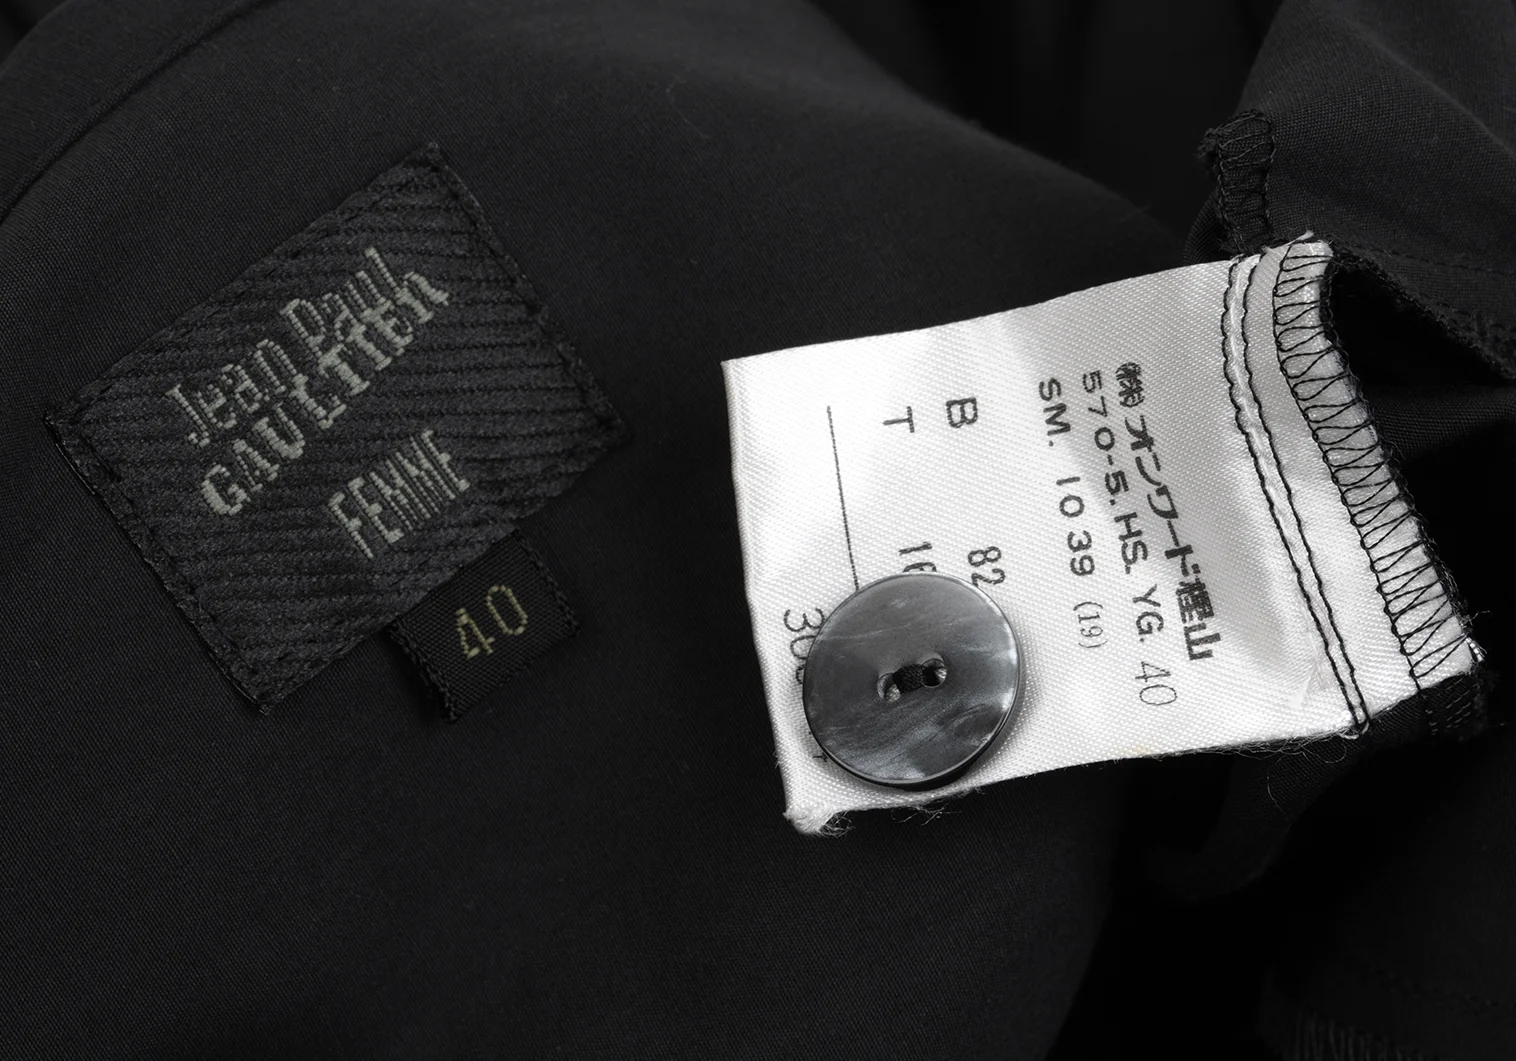 Jean Paul
GAULTIER
FEMME
40
㈱オンワード樫山
570-5. HS. YG. 40
SM. 1039 (19)
B 82
T